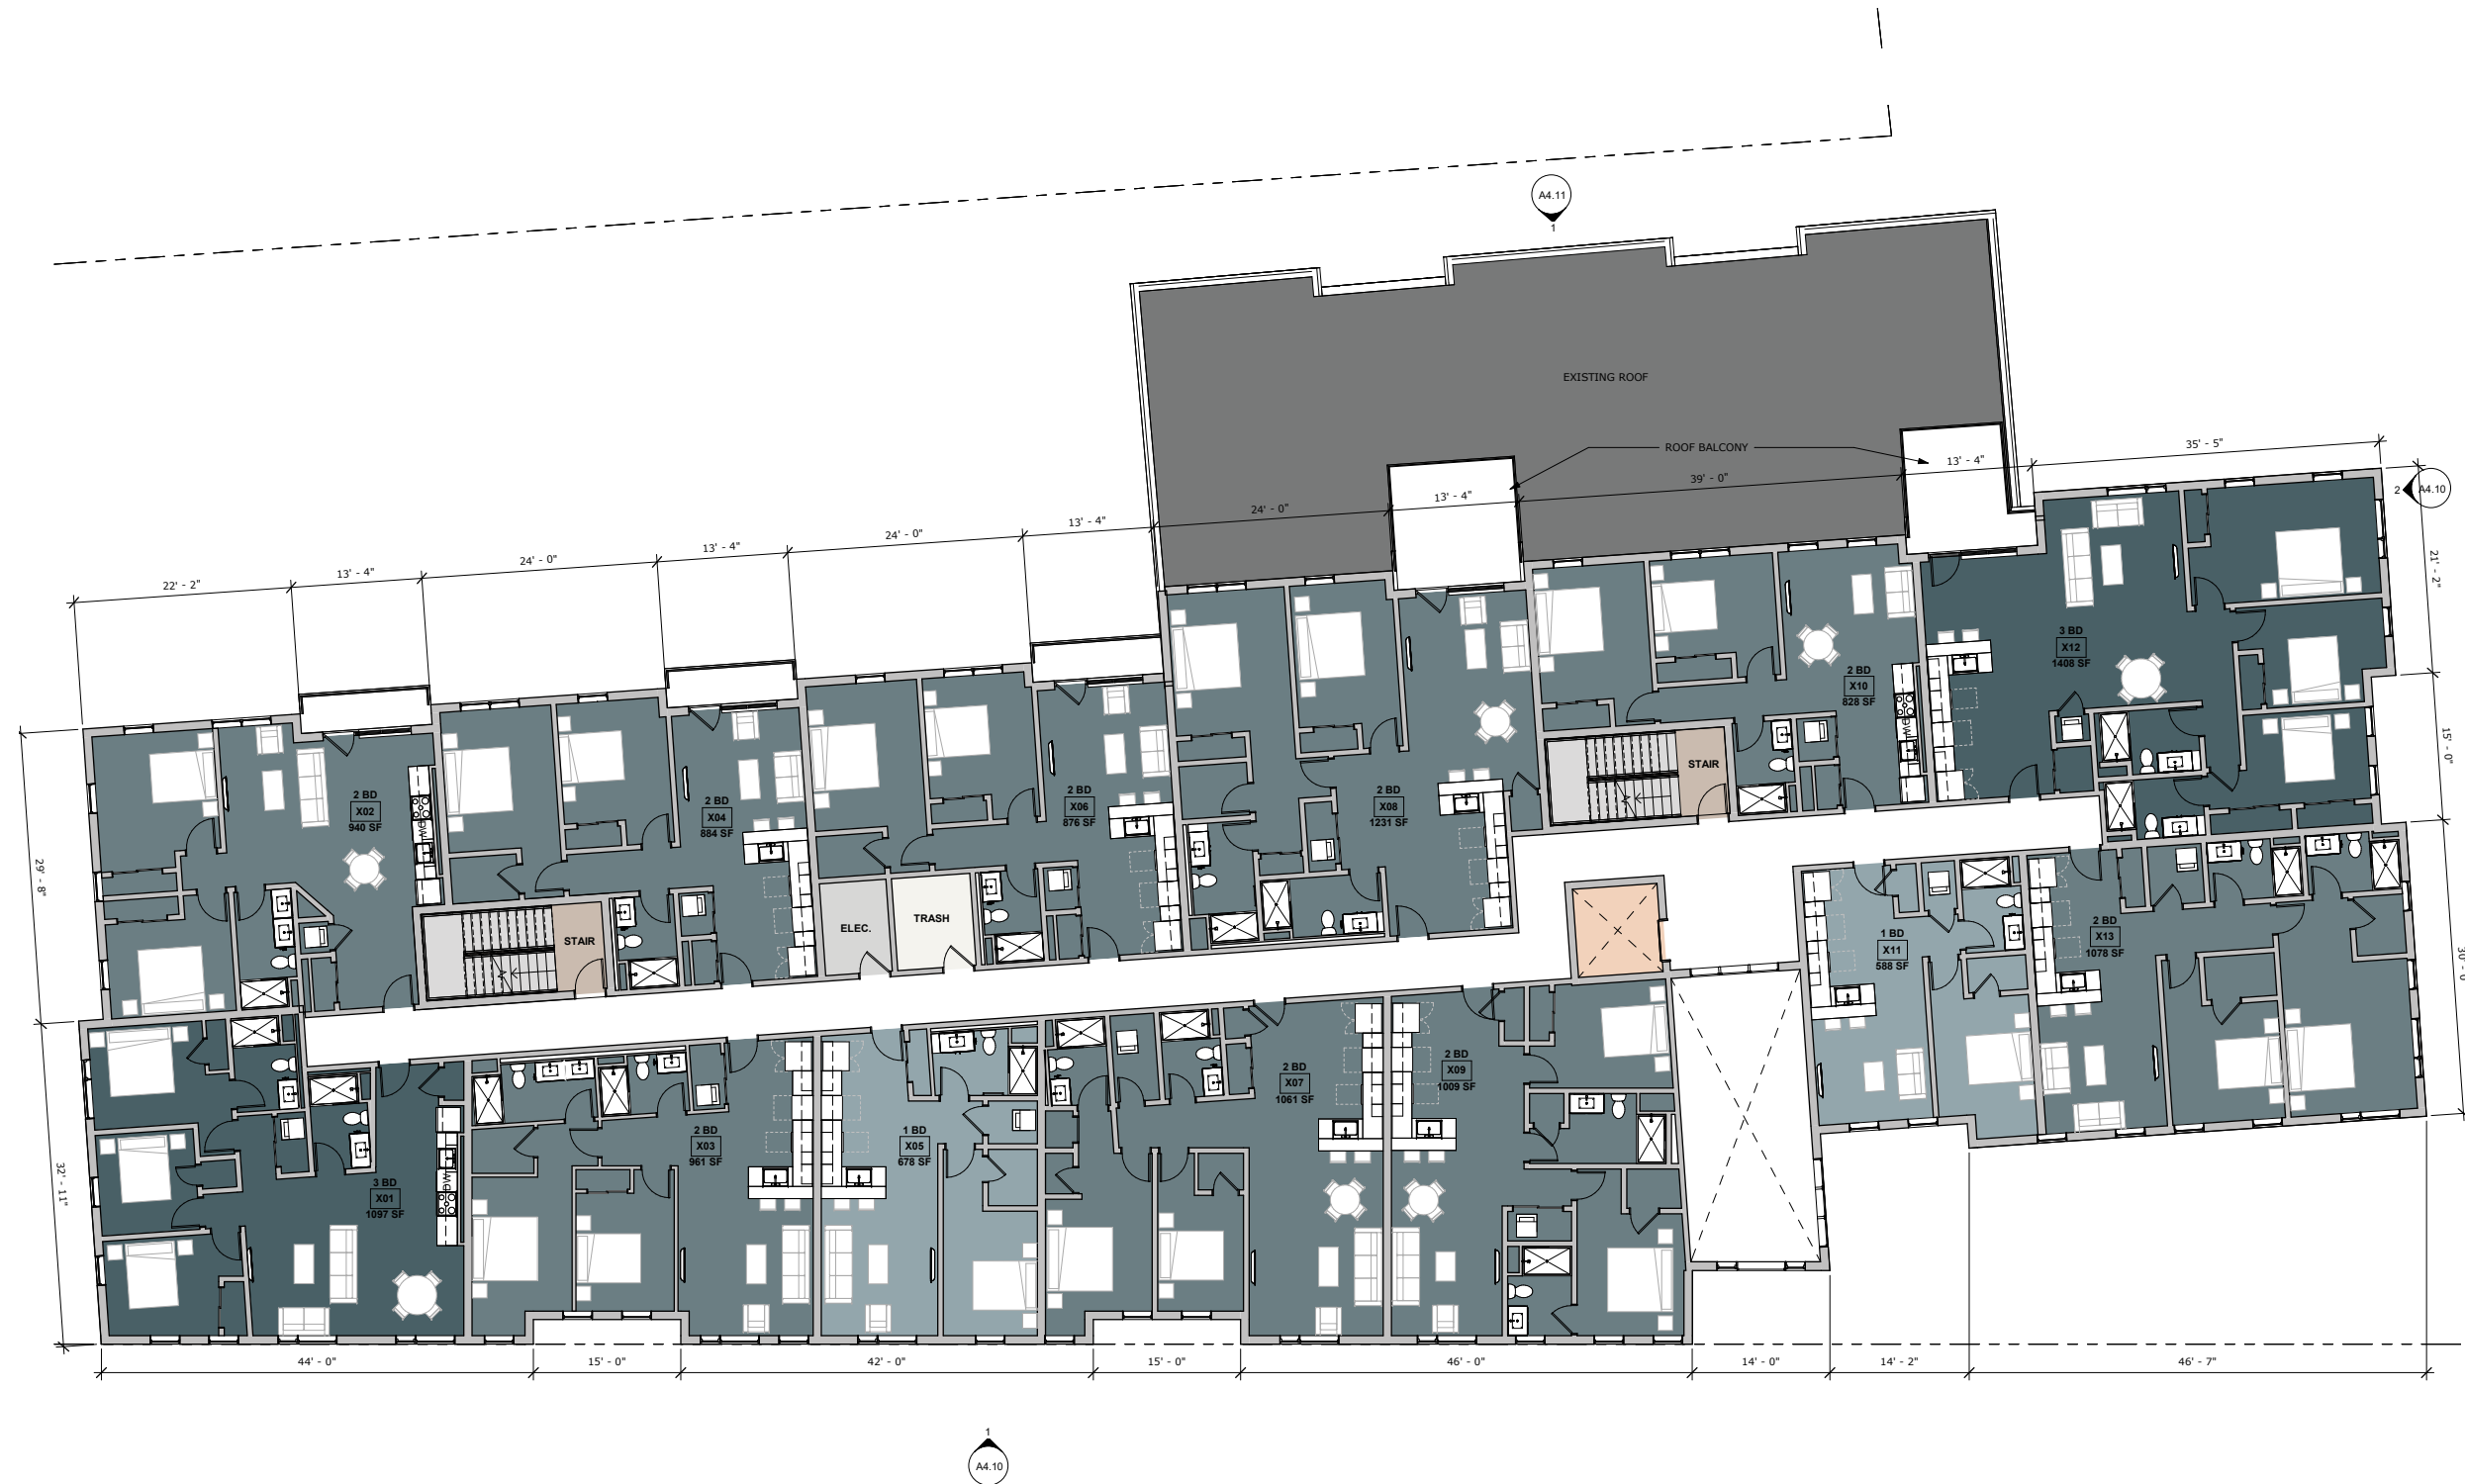 A4.11
1
EXISTING ROOF
ROOF BALCONY
35' - 5"
13' - 4"
39' - 0"
13' - 4"
24' - 0"
13' - 4"
24' - 0"
13' - 4"
24' - 0"
13' - 4"
22' - 2"
2
A4.10
21' - 2"
15' - 0"
30' - 0"
29' - 8"
32' - 11"
3 BD
X12
1408 SF
2 BD
X10
828 SF
DW
STAIR
2 BD
X08
1231 SF
2 BD
X06
876 SF
2 BD
X04
884 SF
2 BD
X02
940 SF
DW
STAIR
ELEC.
TRASH
1 BD
X11
588 SF
2 BD
X13
1078 SF
2 BD
X09
1009 SF
2 BD
X07
1061 SF
1 BD
X05
678 SF
2 BD
X03
961 SF
3 BD
X01
1097 SF
DW
44' - 0"
15' - 0"
42' - 0"
15' - 0"
46' - 0"
14' - 0"
14' - 2"
46' - 7"
1
A4.10